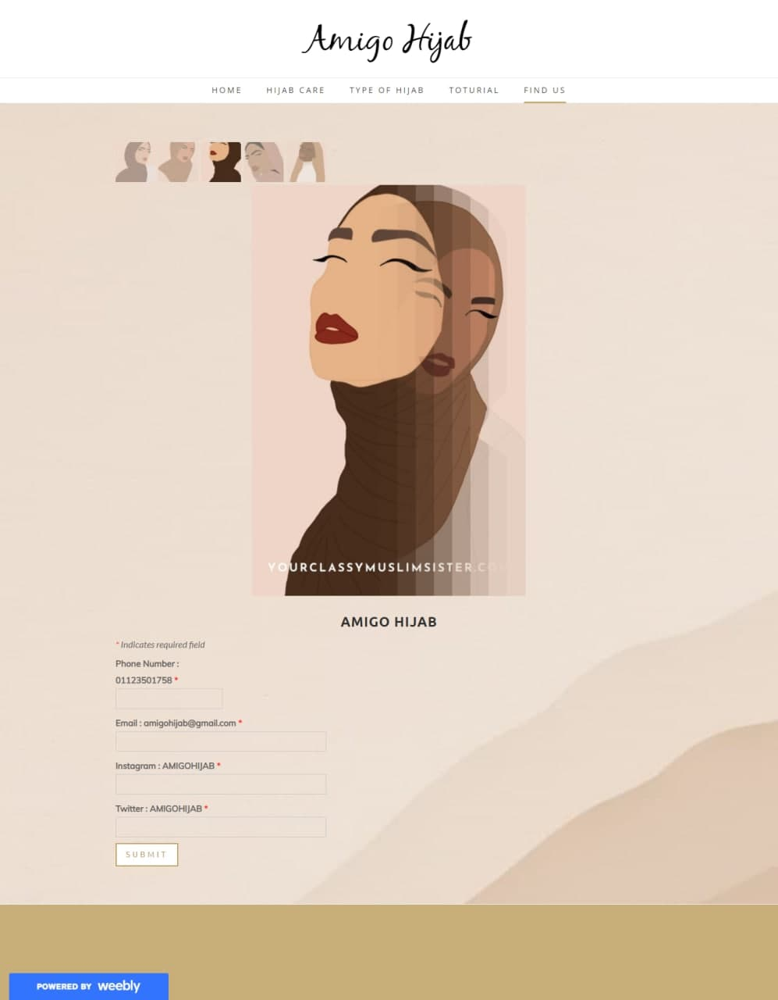 Amigo Hijab
HOME HIJAB CARE TYPE OF HIJAB TOTURIAL FIND US
YOURCLASSYMUSLIMSISTER.COM
AMIGO HIJAB
* Indicates required field
Phone Number :
01123501758 *
Email : amigohijab@gmail.com *
Instagram : AMIGOHIJAB *
Twitter : AMIGOHIJAB *
SUBMIT
POWERED BY weebly